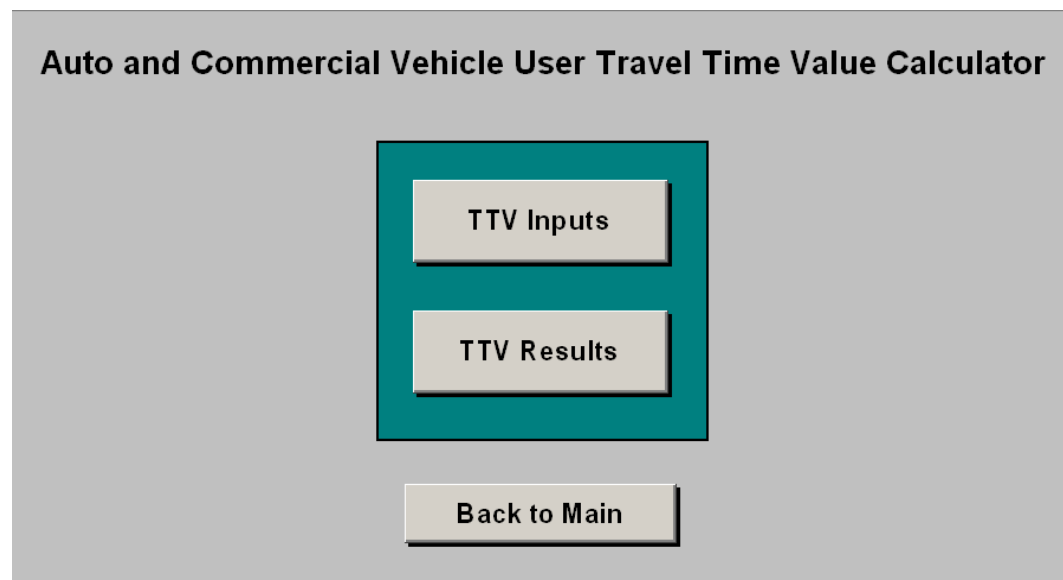 Auto and Commercial Vehicle User Travel Time Value Calculator
TTV Inputs
TTV Results
Back to Main